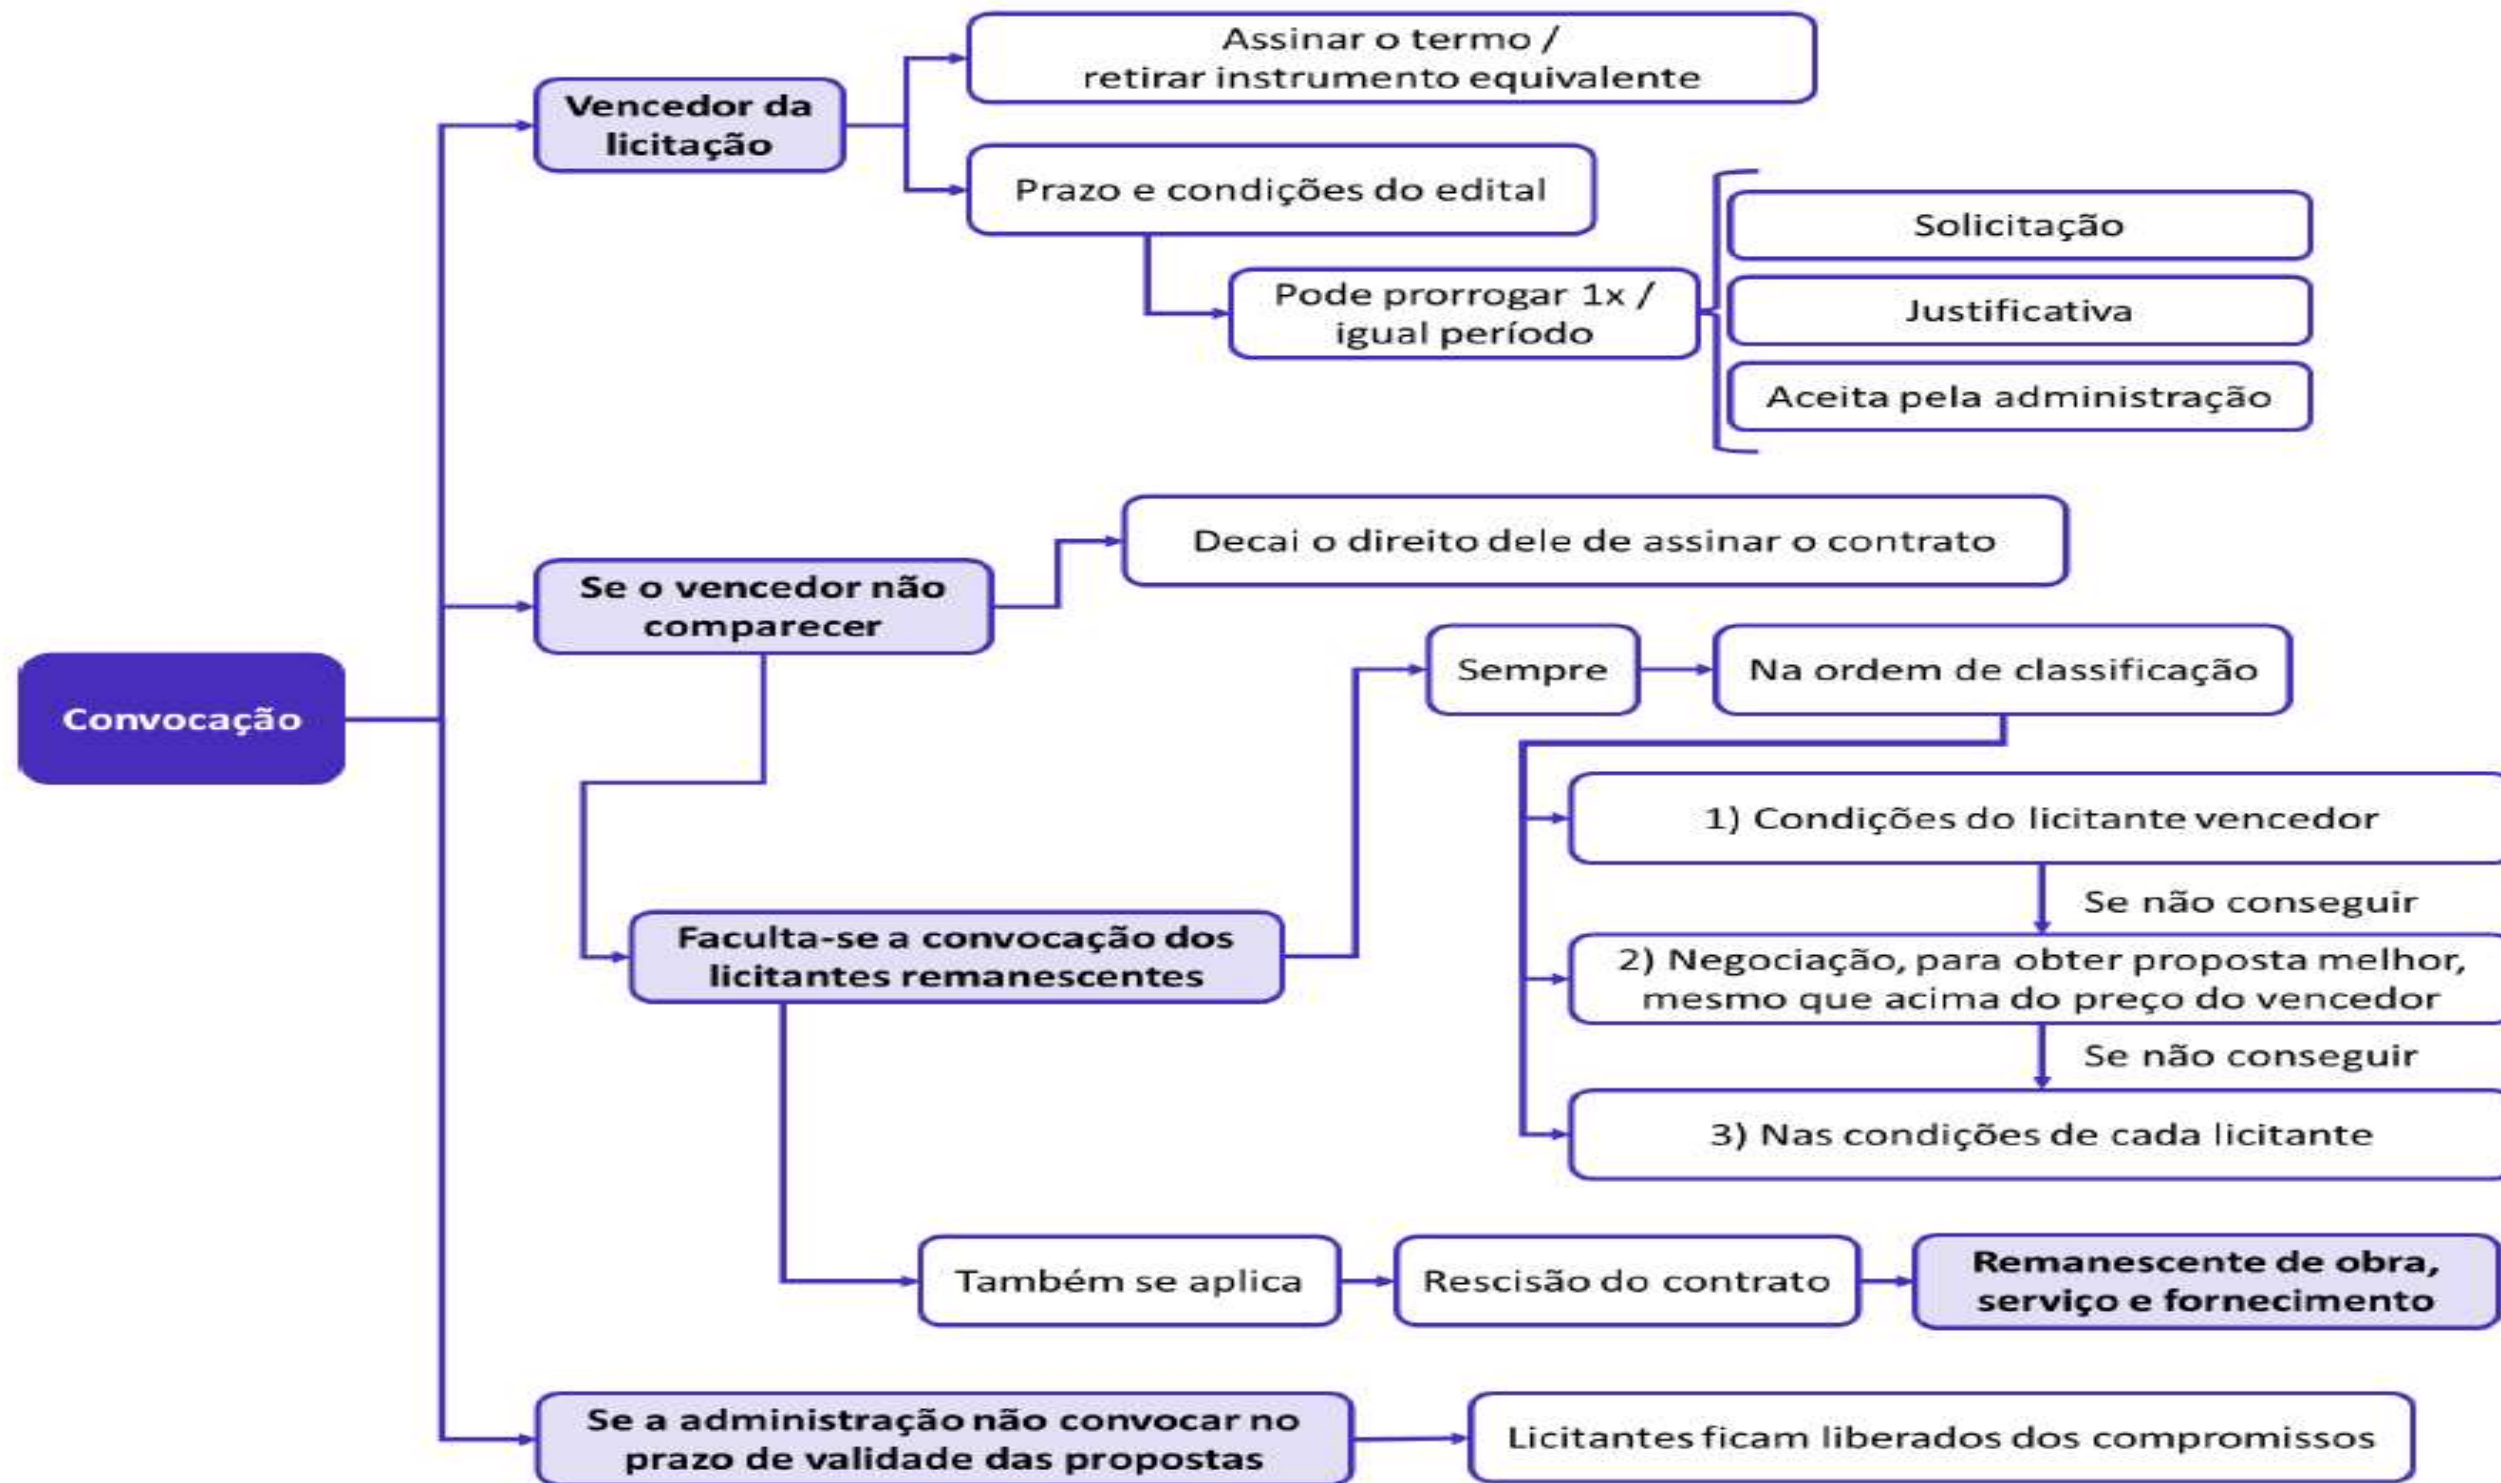 Assinar o termo /
retirar instrumento equivalente
Vencedor da
licitação
Prazo e condições do edital
Pode prorrogar 1x /
igual período
Solicitação
Justificativa
Aceita pela administração
Decai o direito dele de assinar o contrato
Se o vencedor não
comparecer
Sempre
Na ordem de classificação
Convocação
1) Condições do licitante vencedor
Se não conseguir
Faculta-se a convocação dos
licitantes remanescentes
2) Negociação, para obter proposta melhor,
mesmo que acima do preço do vencedor
Se não conseguir
3) Nas condições de cada licitante
Também se aplica
Rescisão do contrato
Remanescente de obra,
serviço e fornecimento
Se a administração não convocar no
prazo de validade das propostas
Licitantes ficam liberados dos compromissos